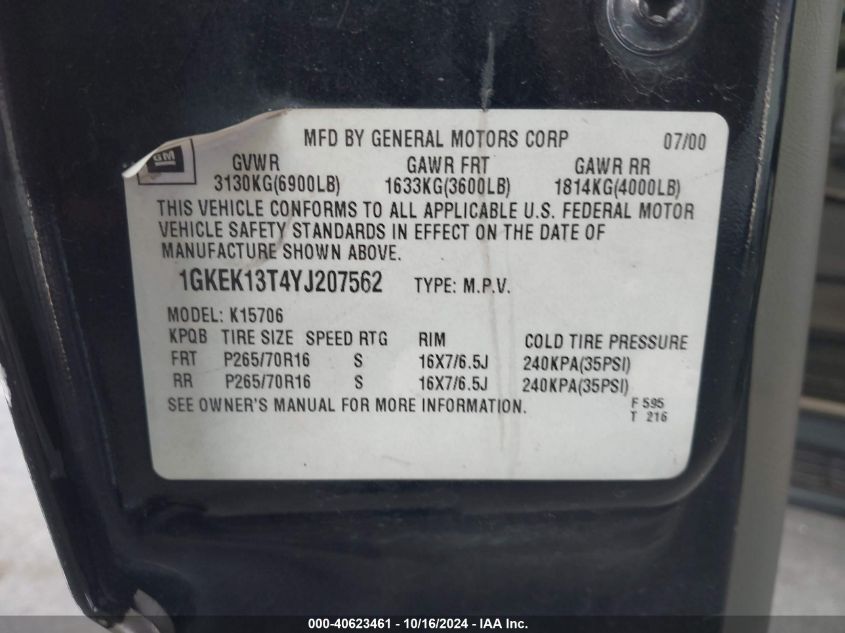 MFD BY GENERAL MOTORS CORP 07/00
GM
GVWR GAWR FRT GAWR RR
3130KG(6900LB) 1633KG(3600LB) 1814KG(4000LB)
THIS VEHICLE CONFORMS TO ALL APPLICABLE U.S. FEDERAL MOTOR
VEHICLE SAFETY STANDARDS IN EFFECT ON THE DATE OF
MANUFACTURE SHOWN ABOVE.
1GKEK13T4YJ207562 TYPE: M.P.V.
MODEL: K15706
KPQB TIRE SIZE SPEED RTG RIM COLD TIRE PRESSURE
FRT P265/70R16 S 16X7/6.5J 240KPA(35PSI)
RR P265/70R16 S 16X7/6.5J 240KPA(35PSI)
SEE OWNER'S MANUAL FOR MORE INFORMATION. F 595
T 216
000-40623461 - 10/16/2024 - IAA Inc.